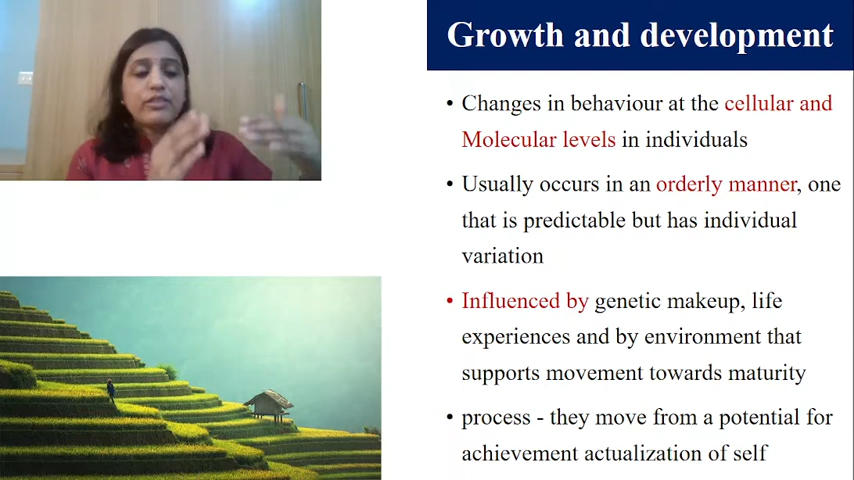 Growth and development
• Changes in behaviour at the cellular and
Molecular levels in individuals
• Usually occurs in an orderly manner, one
that is predictable but has individual
variation
• Influenced by genetic makeup, life
experiences and by environment that
supports movement towards maturity
• process - they move from a potential for
achievement actualization of self